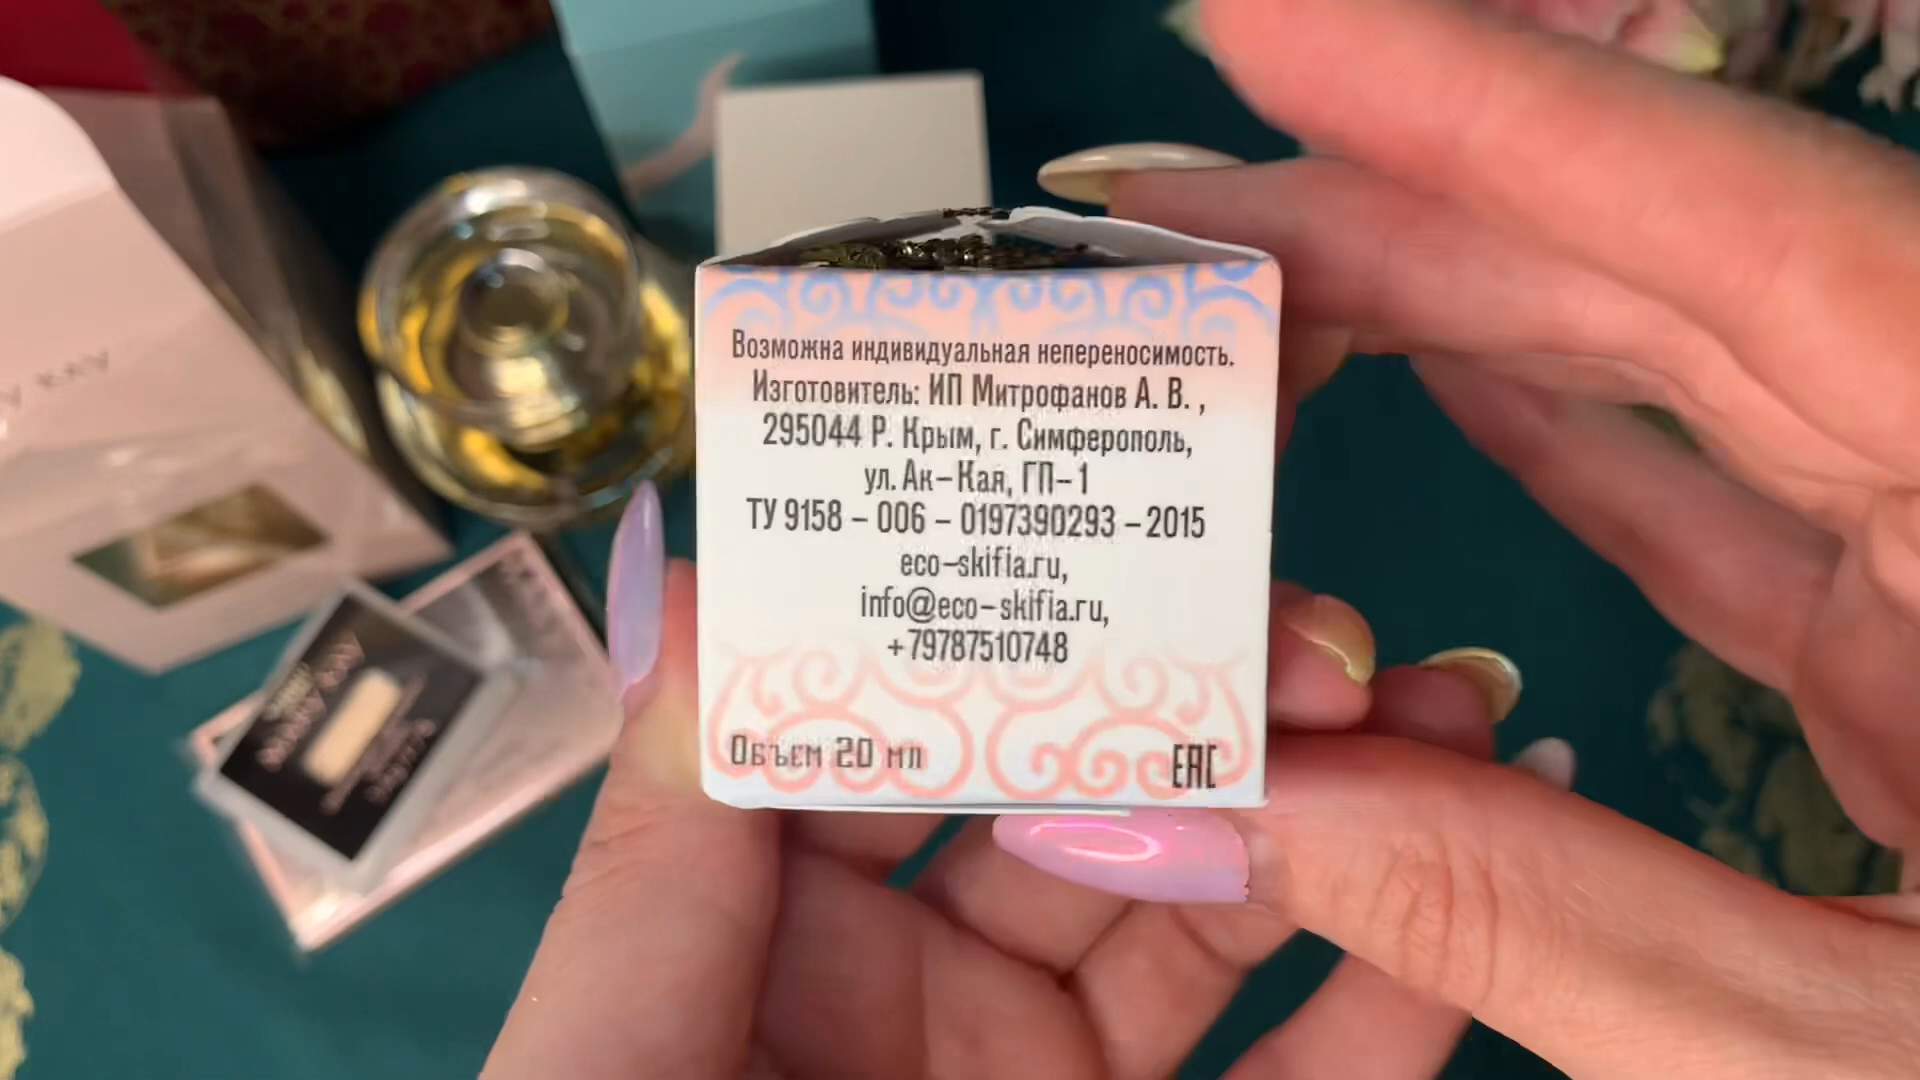 Возможна индивидуальная непереносимость.
Изготовитель: ИП Митрофанов А. В. ,
295044 Р. Крым, г. Симферополь,
ул. Ак-Кая, ГП-1
ТУ 9158 - 006 - 0197390293 - 2015
eco-skifia.ru,
info@eco-skifia.ru,
+79787510748
Объем 20 мл
ЕАС